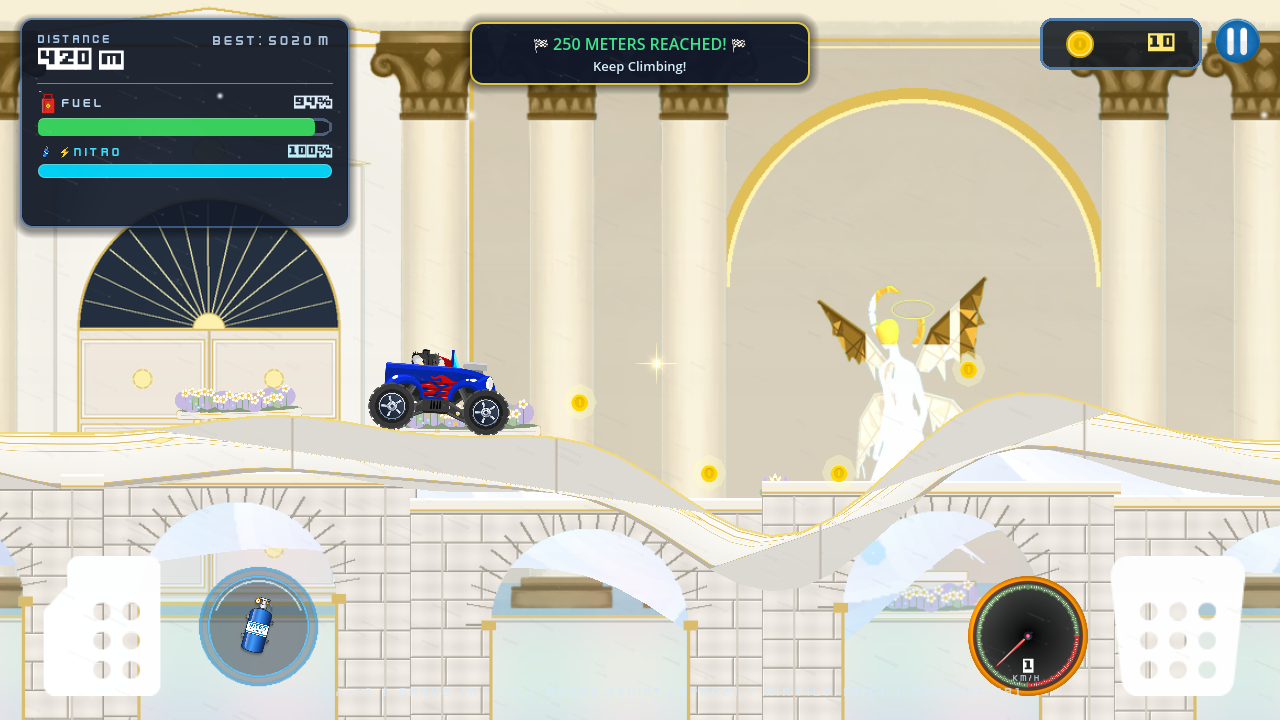 DISTANCE
BEST: 5020 M
420 m
FUEL
94%
NITRO
100%
250 METERS REACHED!
Keep Climbing!
10
1
KM/H